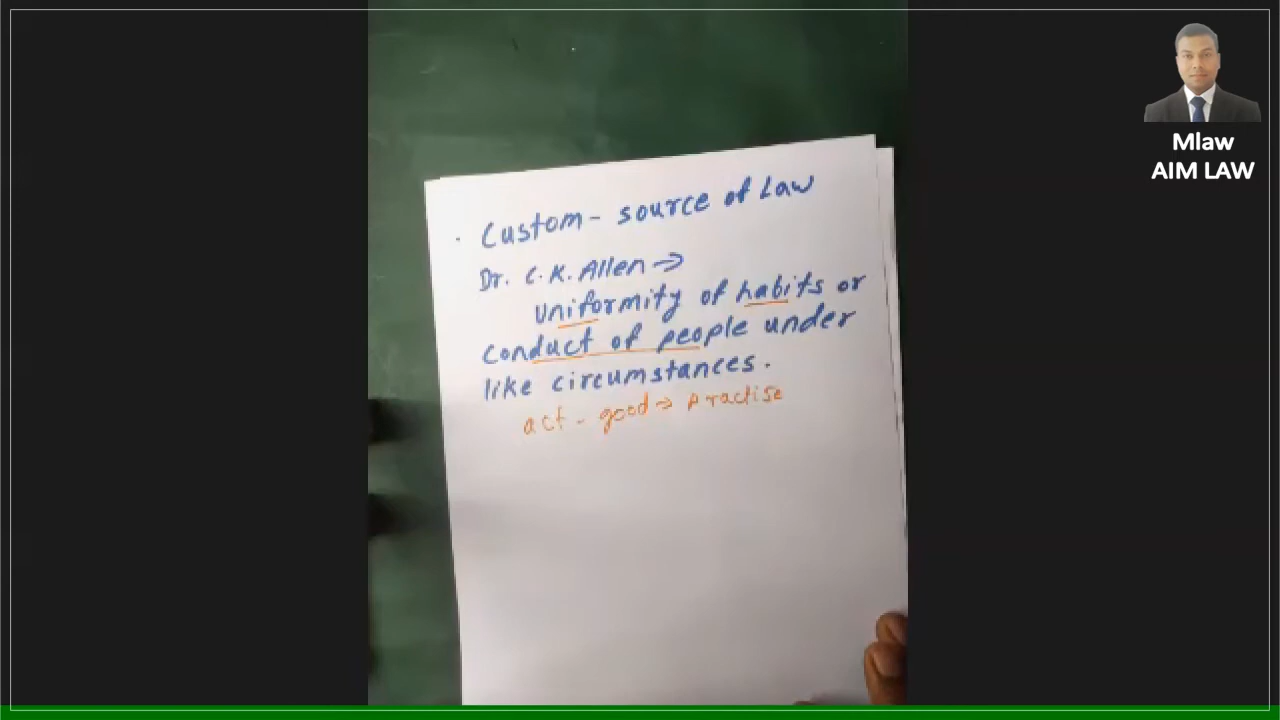 Custom - source of Law
Dr. C.K. Allen →
uniformity of habits or
conduct of people under
like circumstances.
act - good → practise
Mlaw
AIM LAW